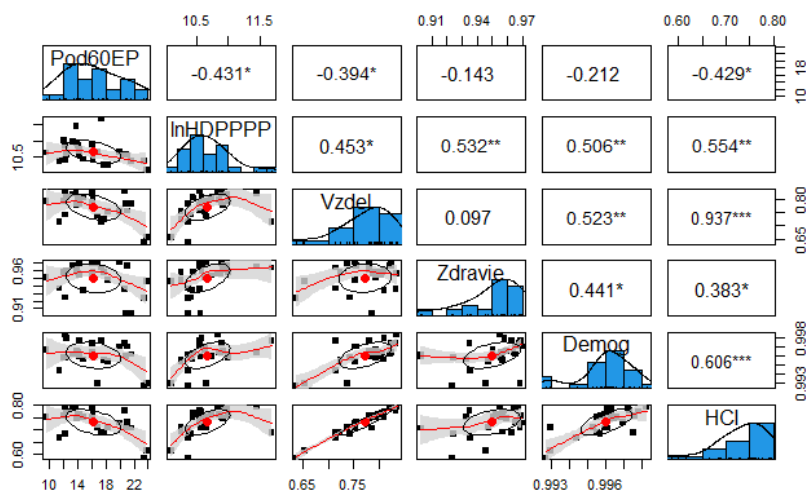 10.5 11.5 0.91 0.94 0.97 0.60 0.70 0.80
Pod60EP -0.431* -0.394* -0.143 -0.212 -0.429* 10 18
10.5 lnHDPPPP 0.453* 0.532** 0.506** 0.554**
Vzdel 0.097 0.523** 0.937*** 0.65 0.80
0.91 0.96 Zdravie 0.441* 0.383*
Demog 0.606*** 0.993 0.998
0.60 0.80 HCI
10 14 18 22 0.65 0.75 0.993 0.996